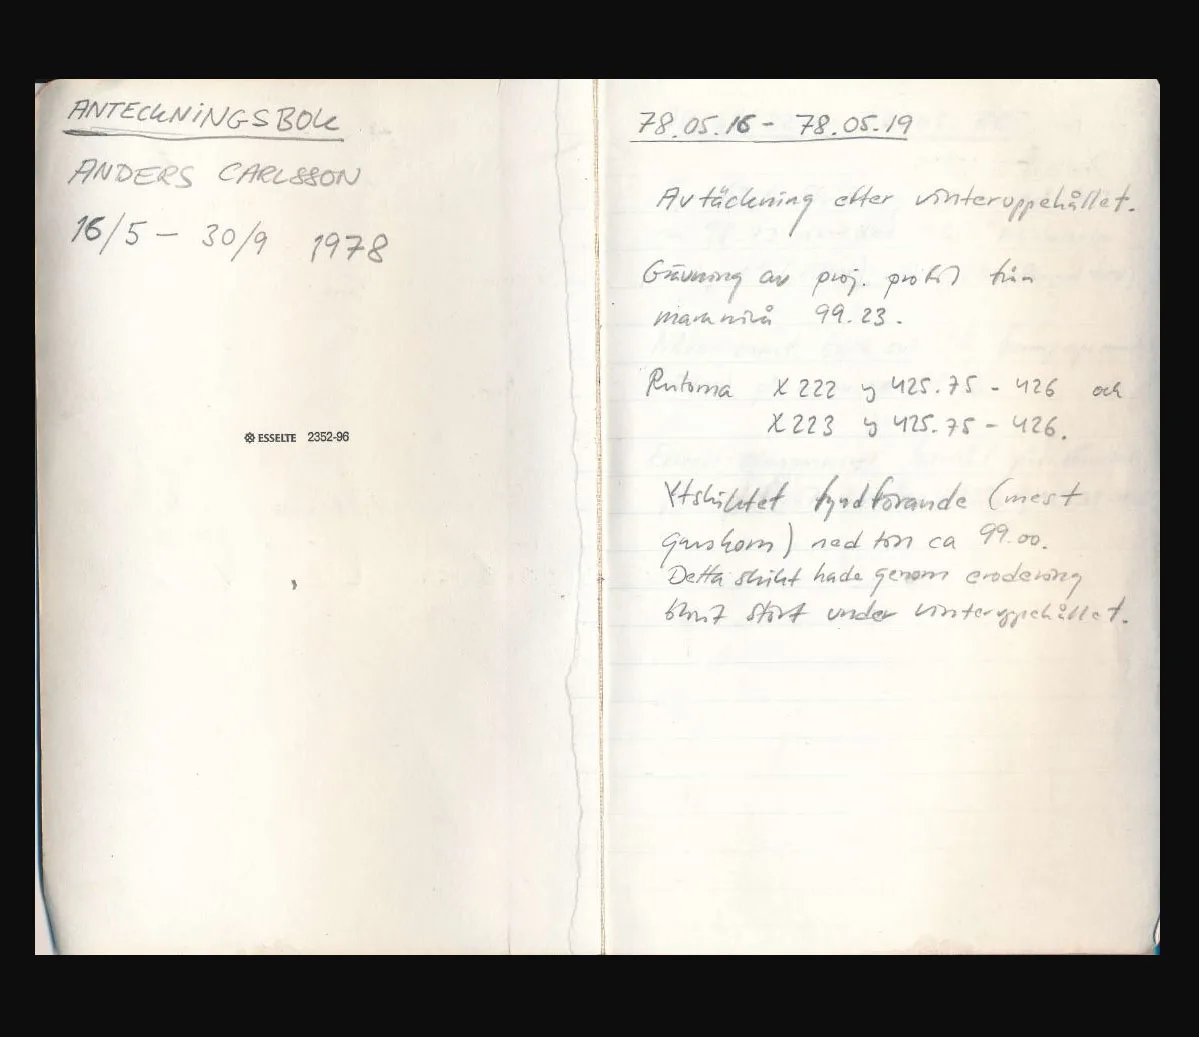 ANTECKNINGSBOK
ANDERS CARLSSON
16/5 – 30/9 1978
ESSELTE 2352-96
78.05.16 – 78.05.19
Avtäckning efter vinteruppehållet.
Grävning av proj. profil från
marknivå 99.23.
Rutorna X 222 y 425.75 – 426 och
X 223 y 425.75 – 426.
Ytskiktet fyndförande (mest
ned till ca 99.00.
Detta skikt hade genom erodering
blivit stört under vinteruppehållet.